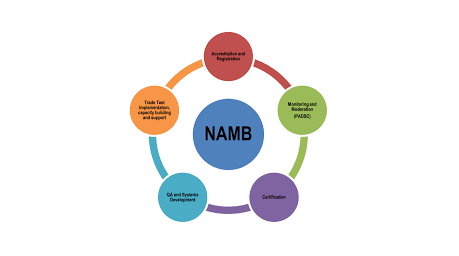 Accreditation and
Registration
Monitoring and
Moderation
(PAOSC)
Certification
QA and Systems
Development
Trade Test
Implementation,
capacity building
and support
NAMB